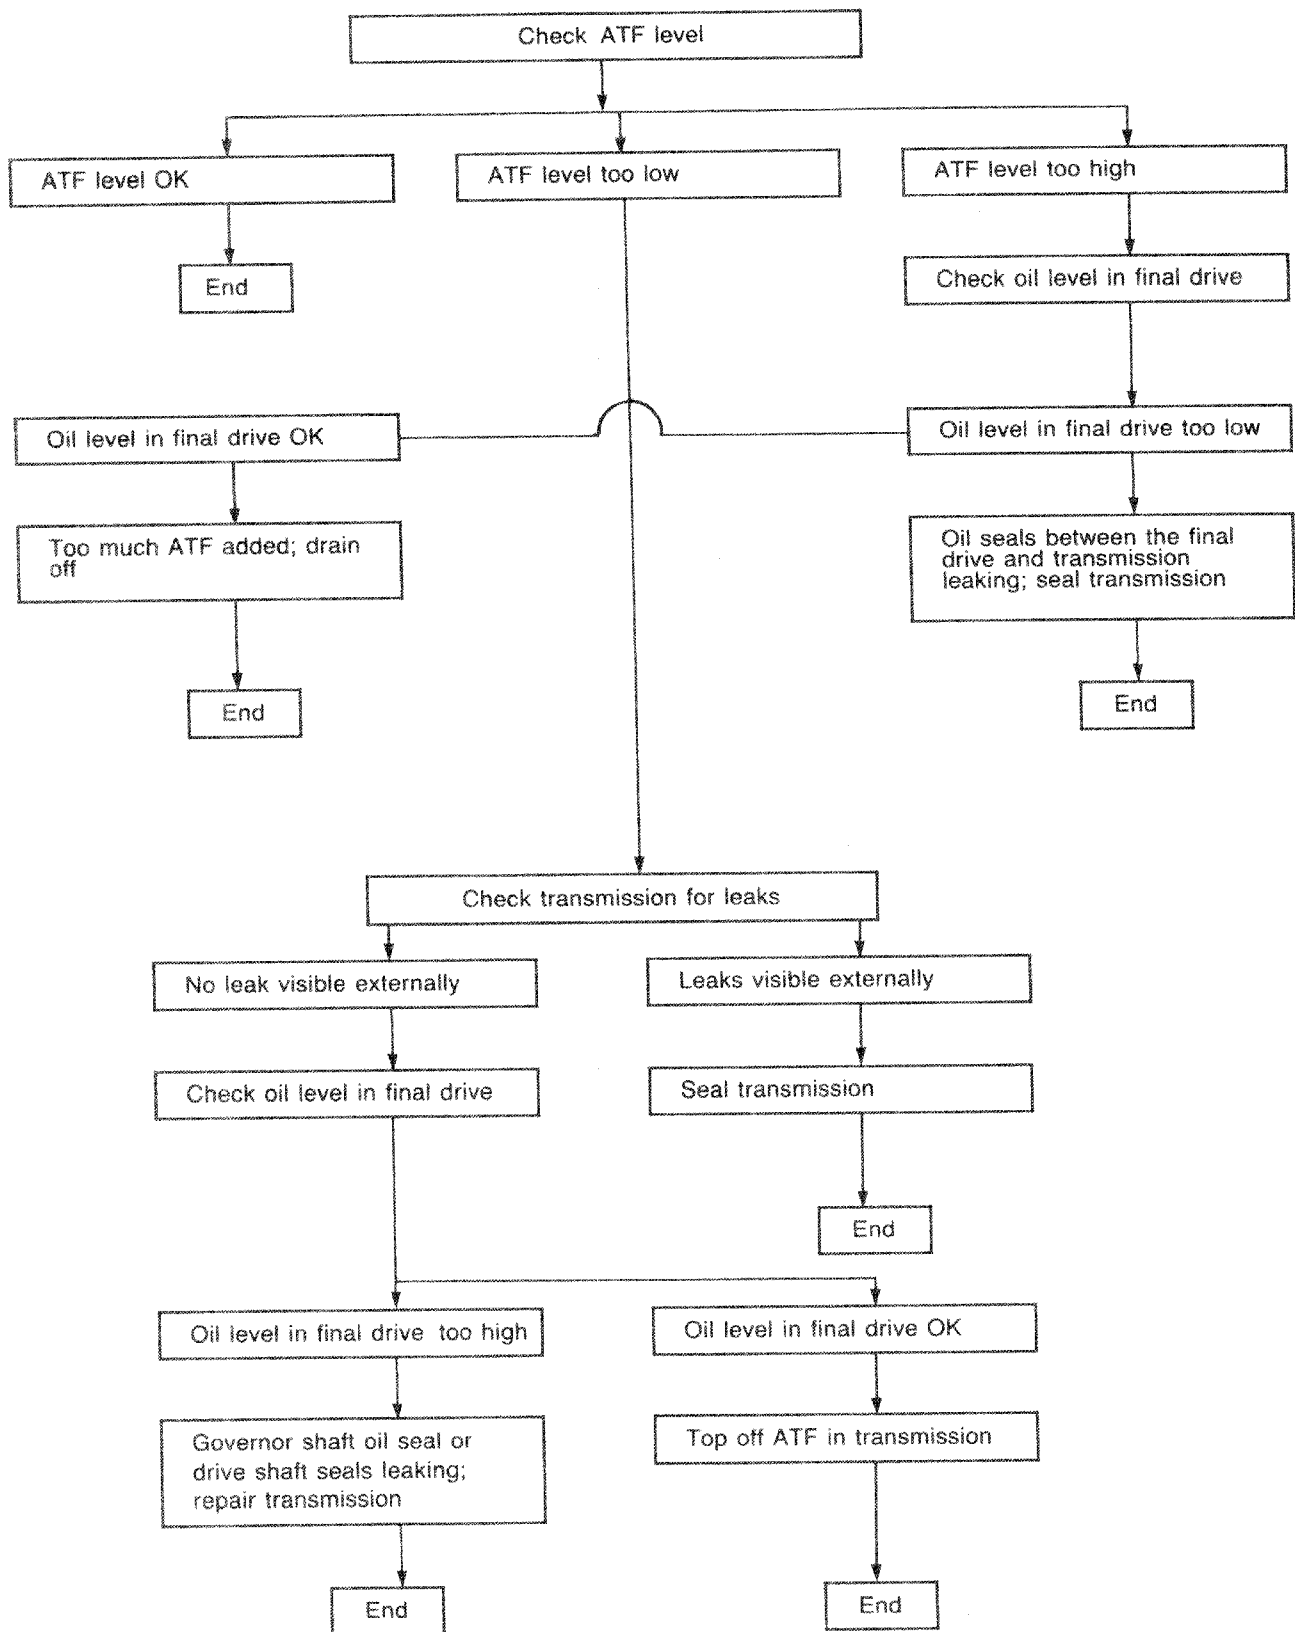 Check ATF level
ATF level OK
ATF level too low
ATF level too high
End
Check oil level in final drive
Oil level in final drive OK
Oil level in final drive too low
Too much ATF added; drain
off
Oil seals between the final
drive and transmission
leaking; seal transmission
End
End
Check transmission for leaks
No leak visible externally
Leaks visible externally
Check oil level in final drive
Seal transmission
End
Oil level in final drive too high
Oil level in final drive OK
Governor shaft oil seal or
drive shaft seals leaking;
repair transmission
Top off ATF in transmission
End
End